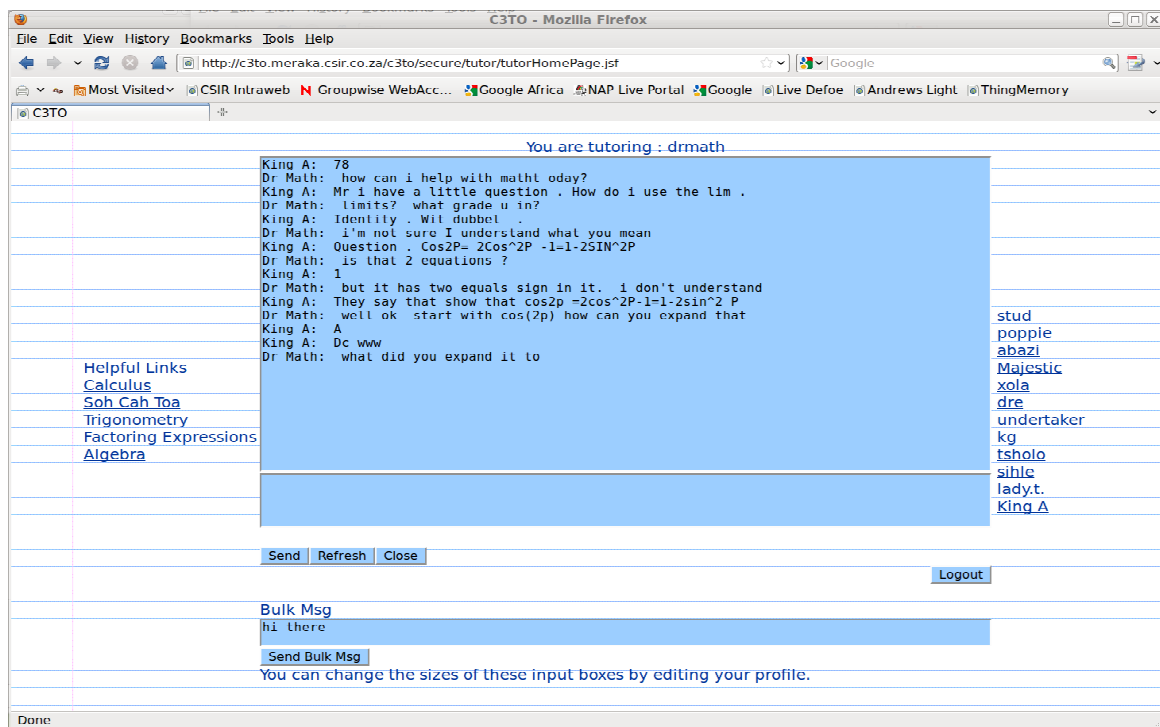 C3TO - Mozilla Firefox
File Edit View History Bookmarks Tools Help
http://c3to.meraka.csir.co.za/c3to/secure/tutor/tutorHomePage.jsf
Google
Most Visited CSIR Intraweb Groupwise WebAcc... Google Africa NAP Live Portal Google Live Defoe Andrews Light ThingMemory
C3TO
You are tutoring : drmath
King A: 78
Dr Math: how can i help with matht oday?
King A: Mr i have a little question . How do i use the lim .
Dr Math: limits? what grade u in?
King A: Identity . Wit dubbel .
Dr Math: i'm not sure I understand what you mean
King A: Question . Cos2P= 2Cos^2P -1=1-2SIN^2P
Dr Math: is that 2 equations ?
King A: 1
Dr Math: but it has two equals sign in it. i don't understand
King A: They say that show that cos2p =2cos^2P-1=1-2sin^2 P
Dr Math: well ok start with cos(2p) how can you expand that
King A: A
King A: Dc www
Dr Math: what did you expand it to
Helpful Links
Calculus
Soh Cah Toa
Trigonometry
Factoring Expressions
Algebra
stud
poppie
abazi
Majestic
xola
dre
undertaker
kg
tsholo
sihle
lady.t.
King A
Send Refresh Close
Logout
Bulk Msg
hi there
Send Bulk Msg
You can change the sizes of these input boxes by editing your profile.
Done